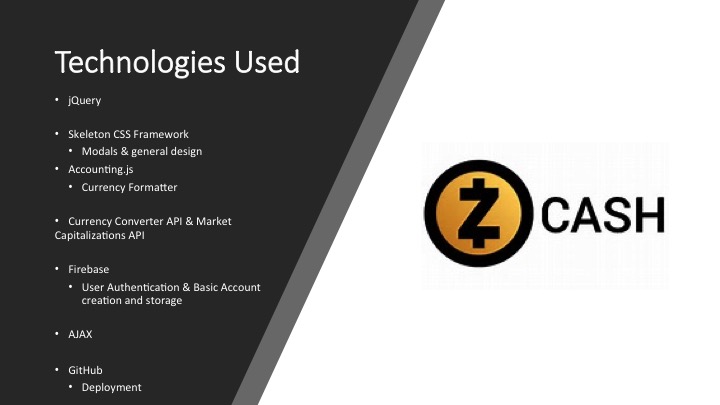 Technologies Used
• jQuery
• Skeleton CSS Framework
• Modals & general design
• Accounting.js
• Currency Formatter
• Currency Converter API & Market
Capitalizations API
• Firebase
• User Authentication & Basic Account
creation and storage
• AJAX
• GitHub
• Deployment
Z CASH